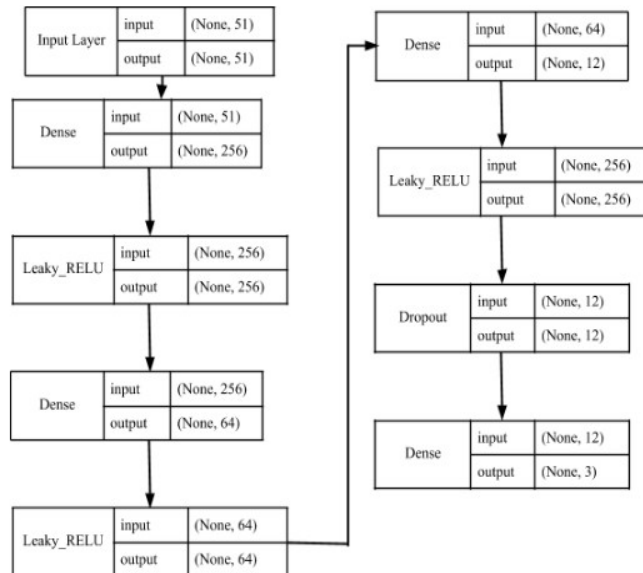 Input Layer
input (None, 51)
output (None, 51)
Dense
input (None, 51)
output (None, 256)
Leaky_RELU
input (None, 256)
output (None, 256)
Dense
input (None, 256)
output (None, 64)
Leaky_RELU
input (None, 64)
output (None, 64)
Dense
input (None, 64)
output (None, 12)
Leaky_RELU
input (None, 256)
output (None, 256)
Dropout
input (None, 12)
output (None, 12)
Dense
input (None, 12)
output (None, 3)